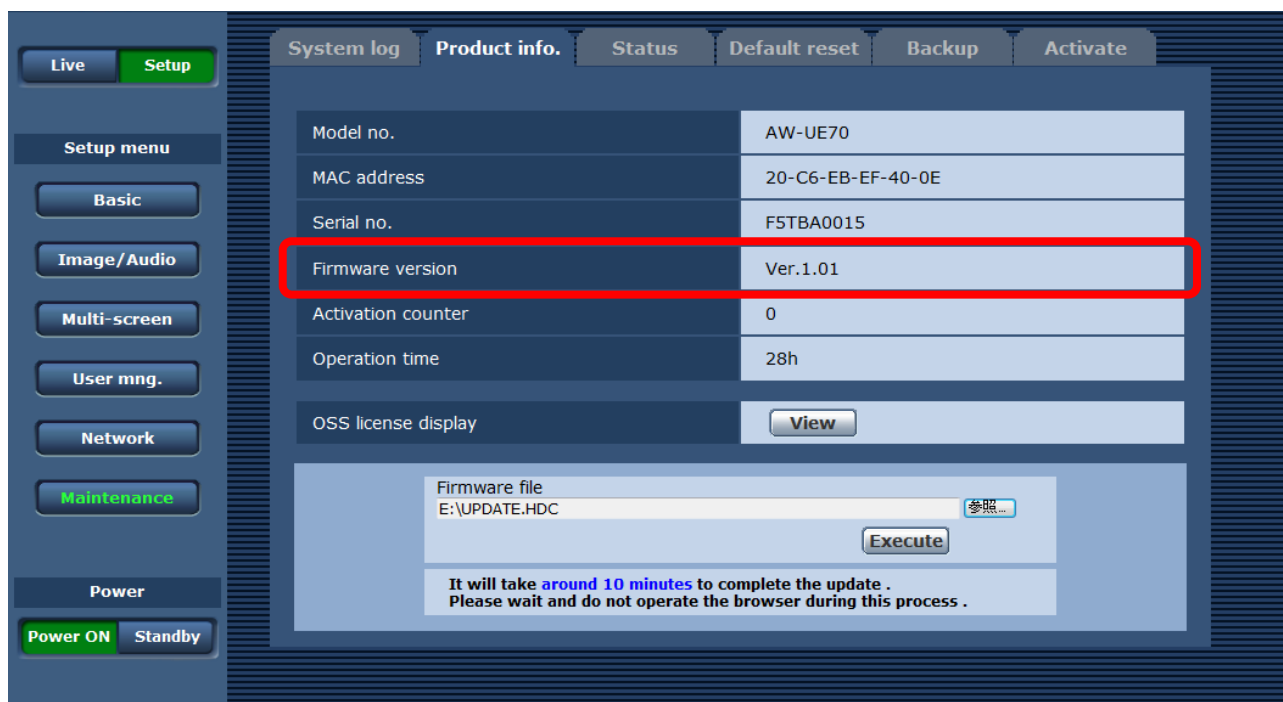 Live Setup
Setup menu
Basic
Image/Audio
Multi-screen
User mng.
Network
Maintenance
Power
Power ON Standby
System log Product info. Status Default reset Backup Activate
Model no. AW-UE70
MAC address 20-C6-EB-EF-40-0E
Serial no. F5TBA0015
Firmware version Ver.1.01
Activation counter 0
Operation time 28h
OSS license display View
Firmware file
E:\UPDATE.HDC 参照...
Execute
It will take around 10 minutes to complete the update .
Please wait and do not operate the browser during this process .